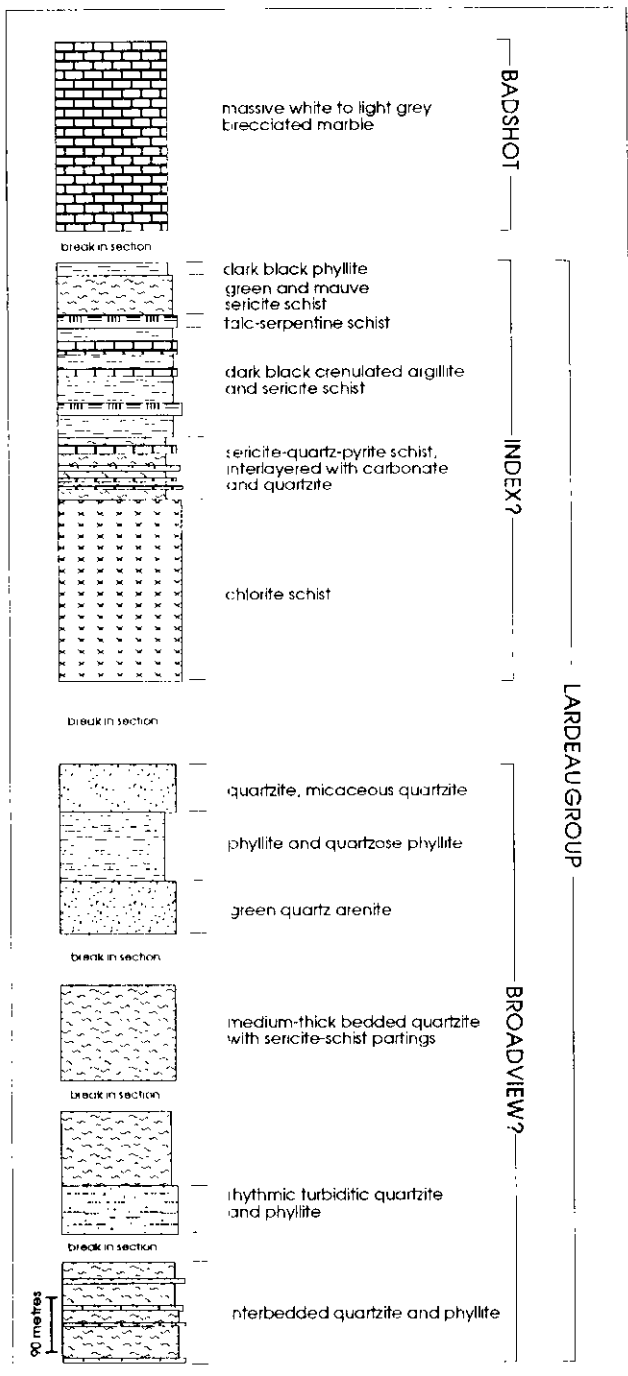 massive white to light grey
brecciated marble
BADSHOT
break in section
dark black phyllite
green and mauve
sericite schist
talc-serpentine schist
dark black crenulated argillite
and sericite schist
sericite-quartz-pyrite schist,
interlayered with carbonate
and quartzite
INDEX?
chlorite schist
LARDEAU GROUP
break in section
quartzite, micaceous quartzite
phyllite and quartzose phyllite
green quartz arenite
break in section
BROADVIEW?
medium-thick bedded quartzite
with sericite-schist partings
break in section
rhythmic turbiditic quartzite
and phyllite
break in section
90 metres
interbedded quartzite and phyllite